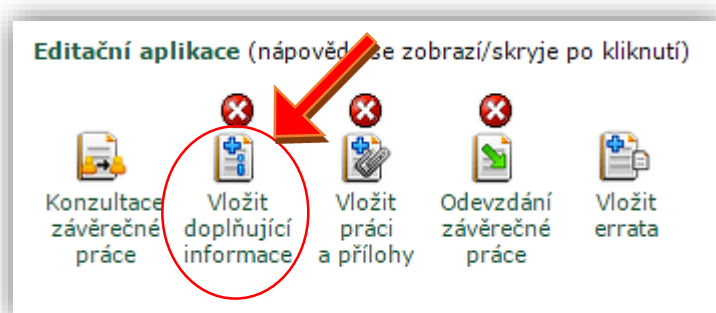 Editační aplikace (nápověda se zobrazí/skryje po kliknutí)
Konzultace závěrečné práce
Vložit doplňující informace
Vložit práci a přílohy
Odevzdání závěrečné práce
Vložit errata